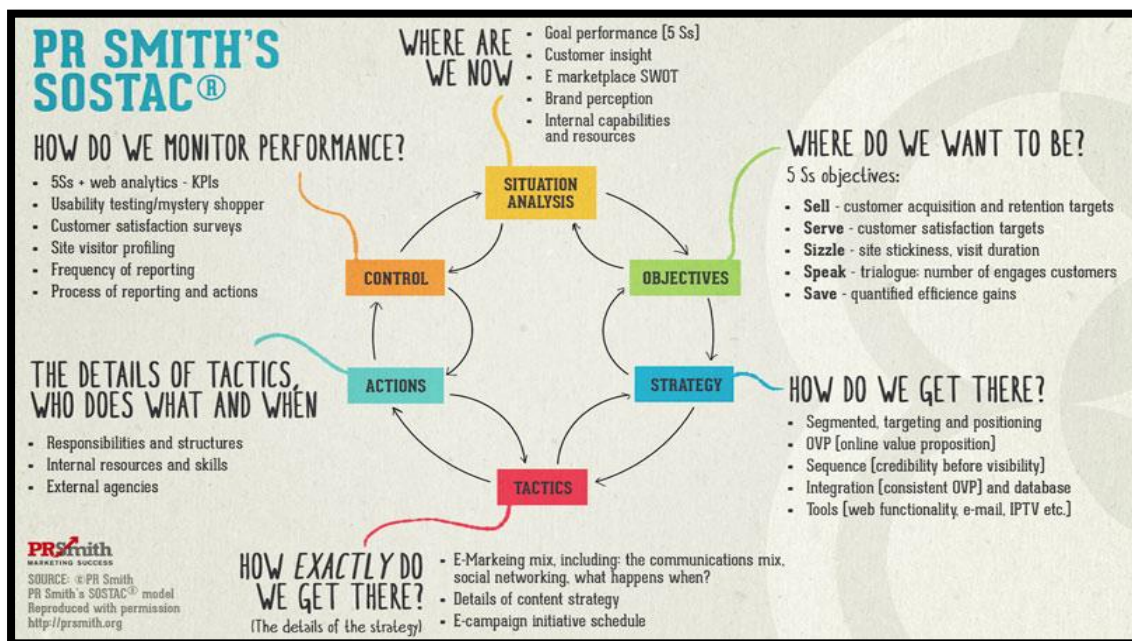 PR SMITH'S
SOSTAC®
WHERE ARE
WE NOW
• Goal performance [5 Ss]
• Customer insight
• E marketplace SWOT
• Brand perception
• Internal capabilities
and resources
HOW DO WE MONITOR PERFORMANCE?
• 5Ss + web analytics - KPIs
• Usability testing/mystery shopper
• Customer satisfaction surveys
• Site visitor profiling
• Frequency of reporting
• Process of reporting and actions
WHERE DO WE WANT TO BE?
5 Ss objectives:
• Sell - customer acquisition and retention targets
• Serve - customer satisfaction targets
• Sizzle - site stickiness, visit duration
• Speak - trialogue: number of engages customers
• Save - quantified efficience gains
SITUATION
ANALYSIS
CONTROL
OBJECTIVES
ACTIONS
STRATEGY
TACTICS
THE DETAILS OF TACTICS,
WHO DOES WHAT AND WHEN
• Responsibilities and structures
• Internal resources and skills
• External agencies
HOW DO WE GET THERE?
• Segmented, targeting and positioning
• OVP [online value proposition]
• Sequence [credibility before visibility]
• Integration [consistent OVP] and database
• Tools [web functionality, e-mail, IPTV etc.]
HOW EXACTLY DO
WE GET THERE?
(The details of the strategy)
• E-Markeing mix, including: the communications mix,
social networking, what happens when?
• Details of content strategy
• E-campaign initiative schedule
PRSmith
MARKETING SUCCESS
SOURCE: ©PR Smith
PR Smith's SOSTAC® model
Reproduced with permission
http://prsmith.org